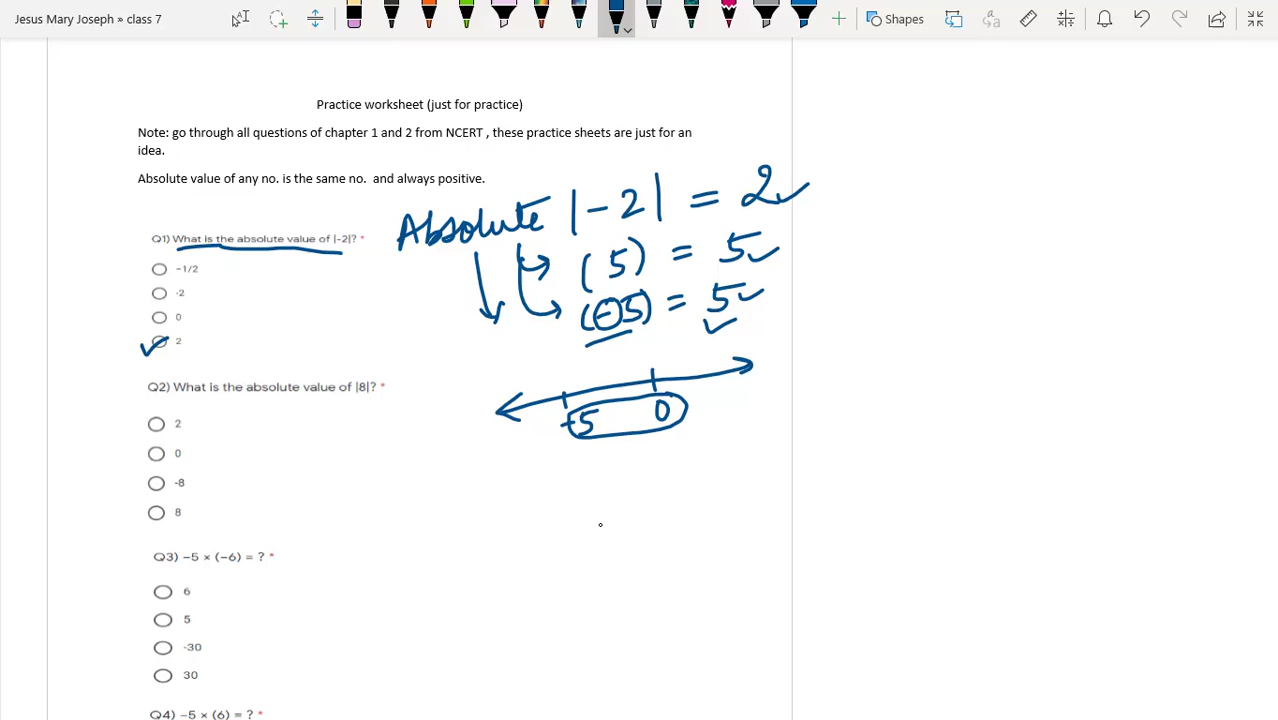 Jesus Mary Joseph » class 7
Shapes
Practice worksheet (just for practice)
Note: go through all questions of chapter 1 and 2 from NCERT , these practice sheets are just for an
idea.
Absolute value of any no. is the same no. and always positive.
Absolute |-2| = 2
Q1) What is the absolute value of |-2|? *
(5) = 5
-1/2
-2
(-5) = 5
0
2
Q2) What is the absolute value of |8|? *
-5 0
2
0
-8
8
Q3) −5 × (−6) = ? *
6
5
-30
30
Q4) −5 × (6) = ? *